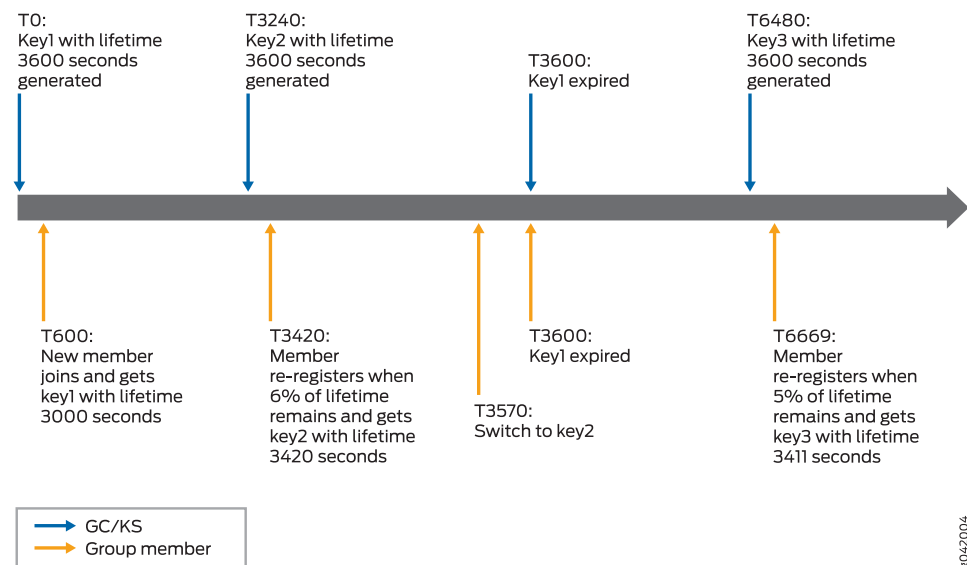 T0:
Key1 with lifetime
3600 seconds
generated
T3240:
Key2 with lifetime
3600 seconds
generated
T3600:
Key1 expired
T6480:
Key3 with lifetime
3600 seconds
generated
T600:
New member
joins and gets
key1 with lifetime
3000 seconds
T3420:
Member
re-registers when
6% of lifetime
remains and gets
key2 with lifetime
3420 seconds
T3570:
Switch to key2
T3600:
Key1 expired
T6669:
Member
re-registers when
5% of lifetime
remains and gets
key3 with lifetime
3411 seconds
GC/KS
Group member
g042004